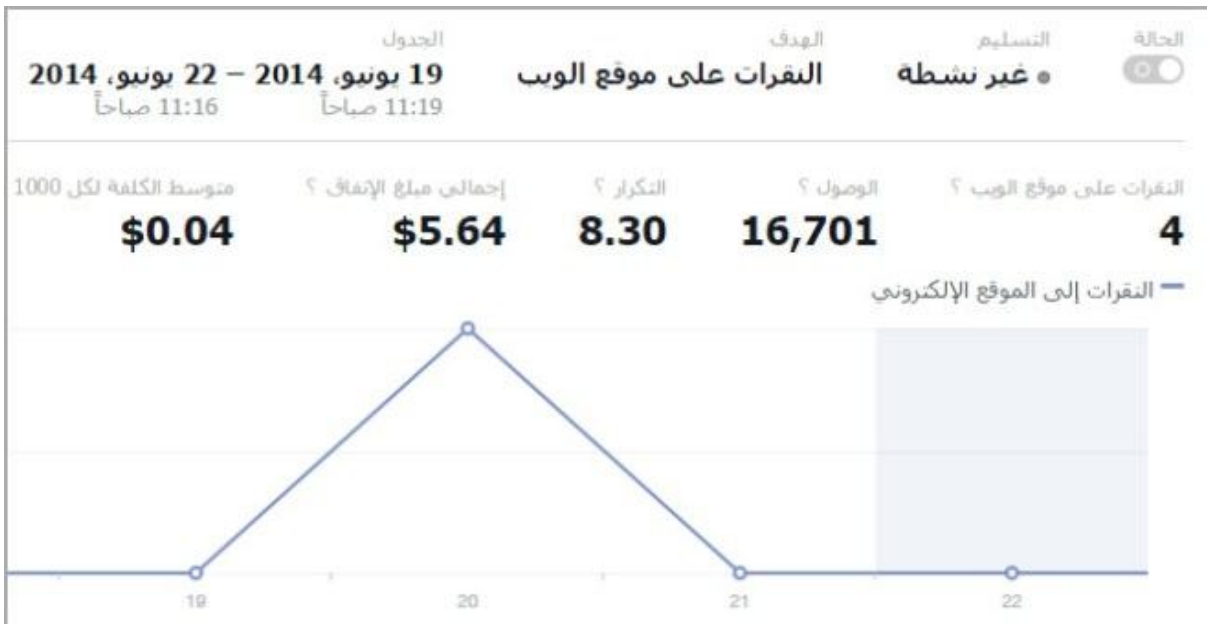 الحالة التسليم الهدف الجدول
غير نشطة النقرات على موقع الويب 19 يونيو، 2014 – 22 يونيو، 2014
11:19 صباحاً 11:16 صباحاً
النقرات على موقع الويب ؟ الوصول ؟ التكرار ؟ إجمالي مبلغ الإنفاق ؟ متوسط الكلفة لكل 1000
4 16,701 8.30 $5.64 $0.04
النقرات إلى الموقع الإلكتروني
19 20 21 22